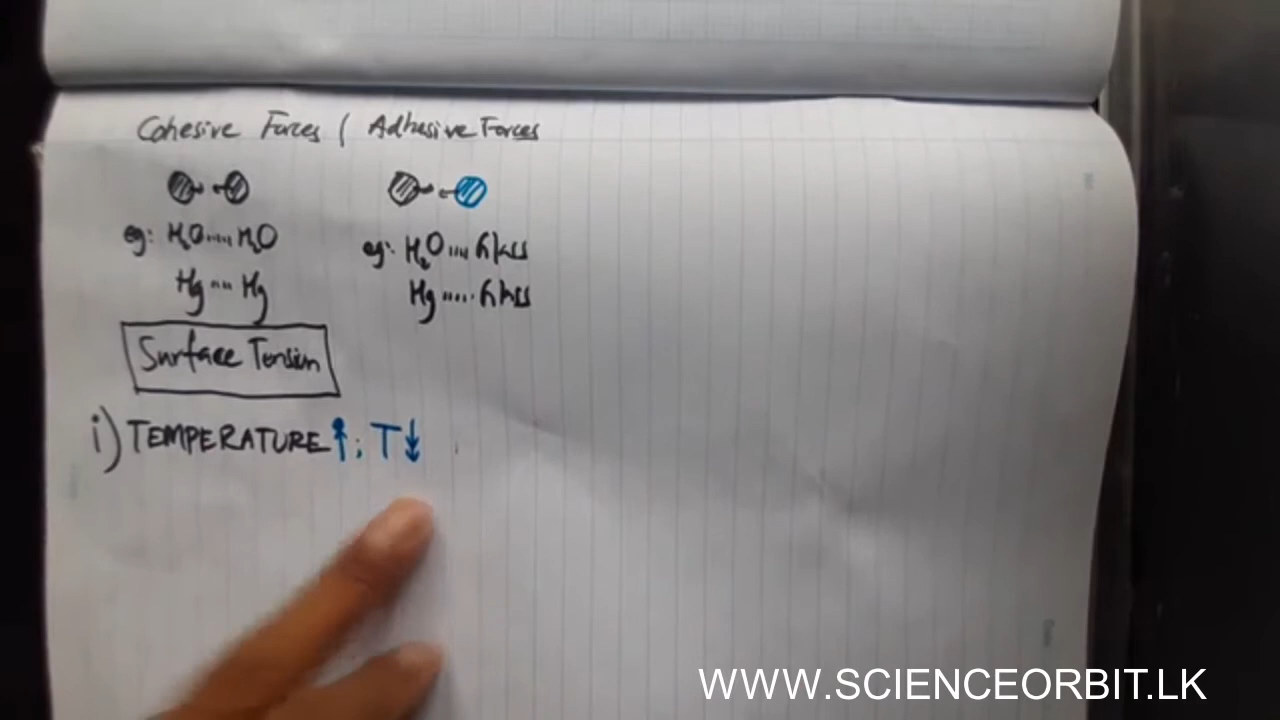 Cohesive Forces / Adhesive Forces
eg: H2O.....H2O
eg: H2O....Glass
Hg...Hg
Hg.....Glass
Surface Tension
i) TEMPERATURE↑; T↓
WWW.SCIENCEORBIT.LK